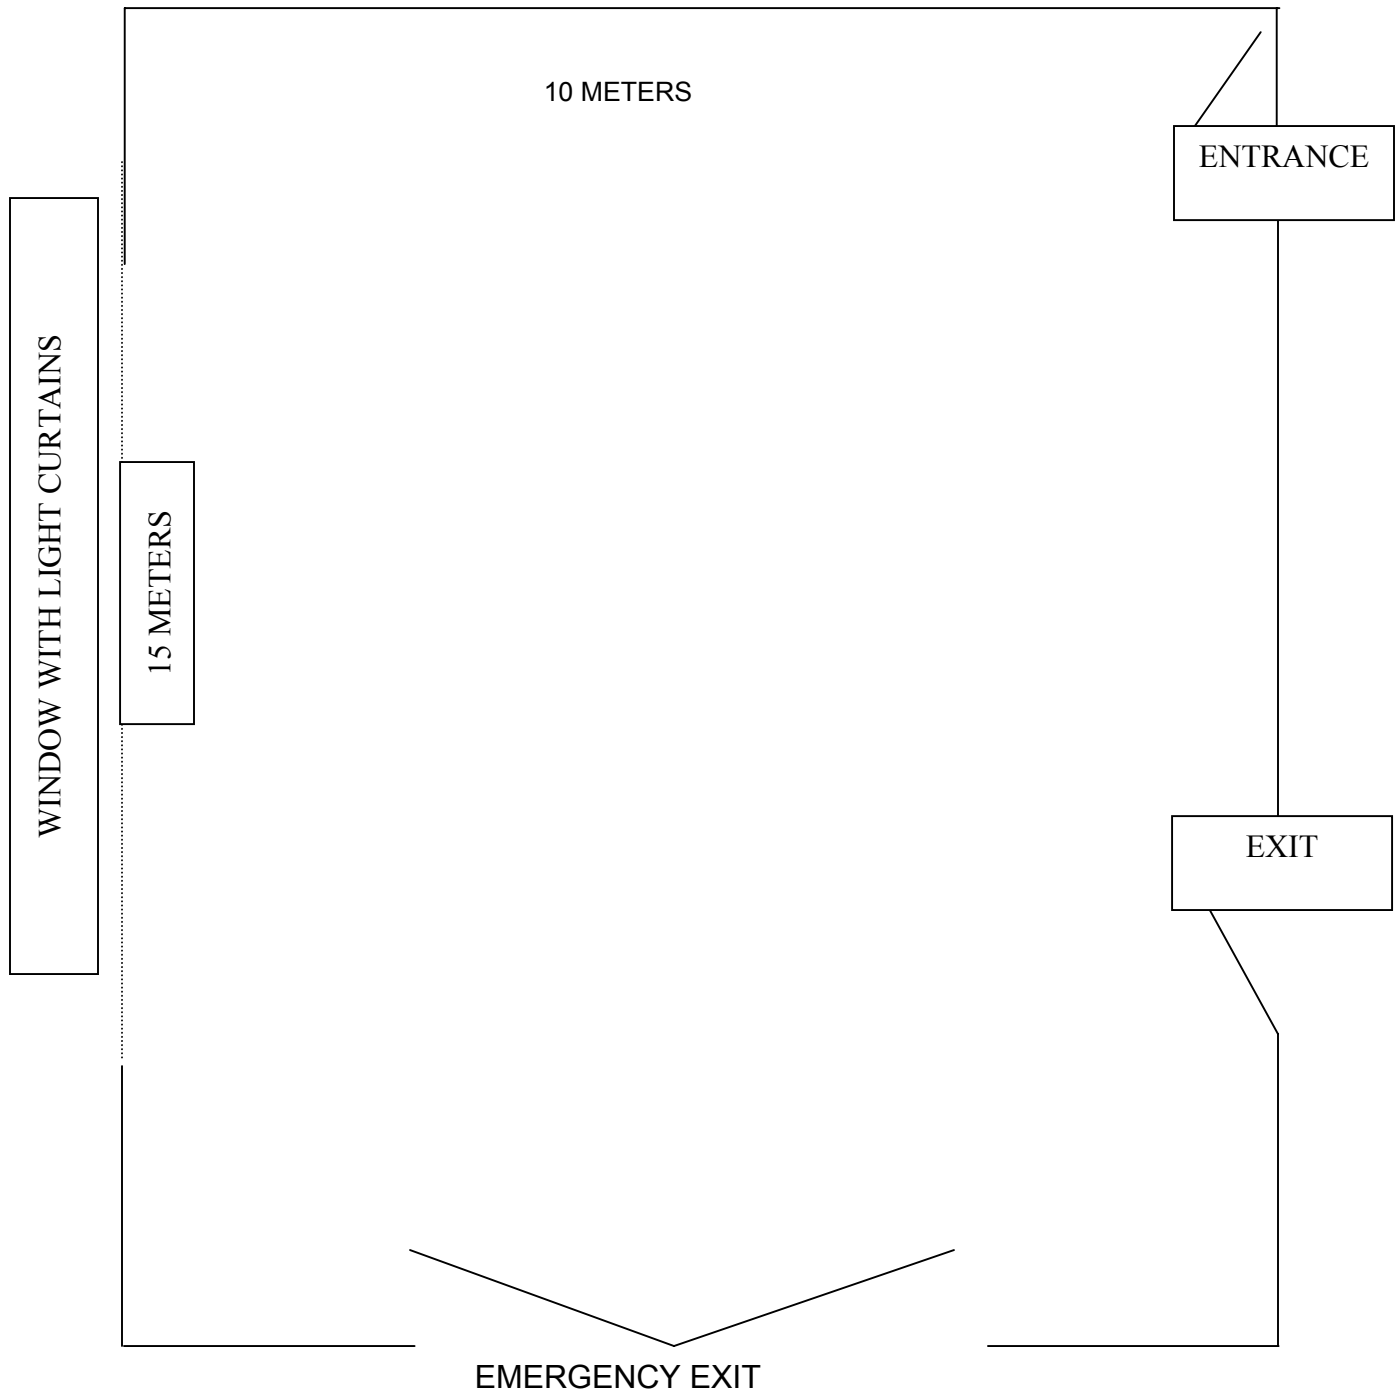 10 METERS
ENTRANCE
WINDOW WITH LIGHT CURTAINS
15 METERS
EXIT
EMERGENCY EXIT